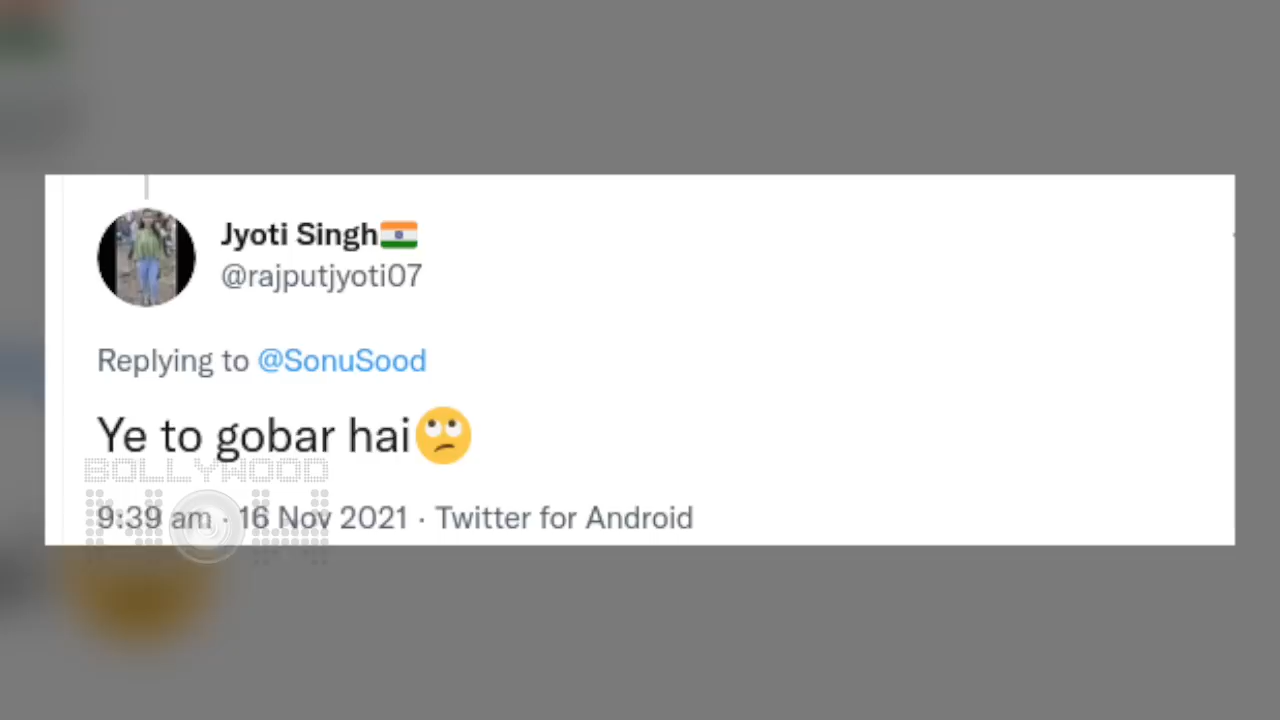 Jyoti Singh🇮🇳
@rajputjyoti07
Replying to @SonuSood
Ye to gobar hai🙄
BOLLYWOOD
NOW
9:39 am · 16 Nov 2021 · Twitter for Android